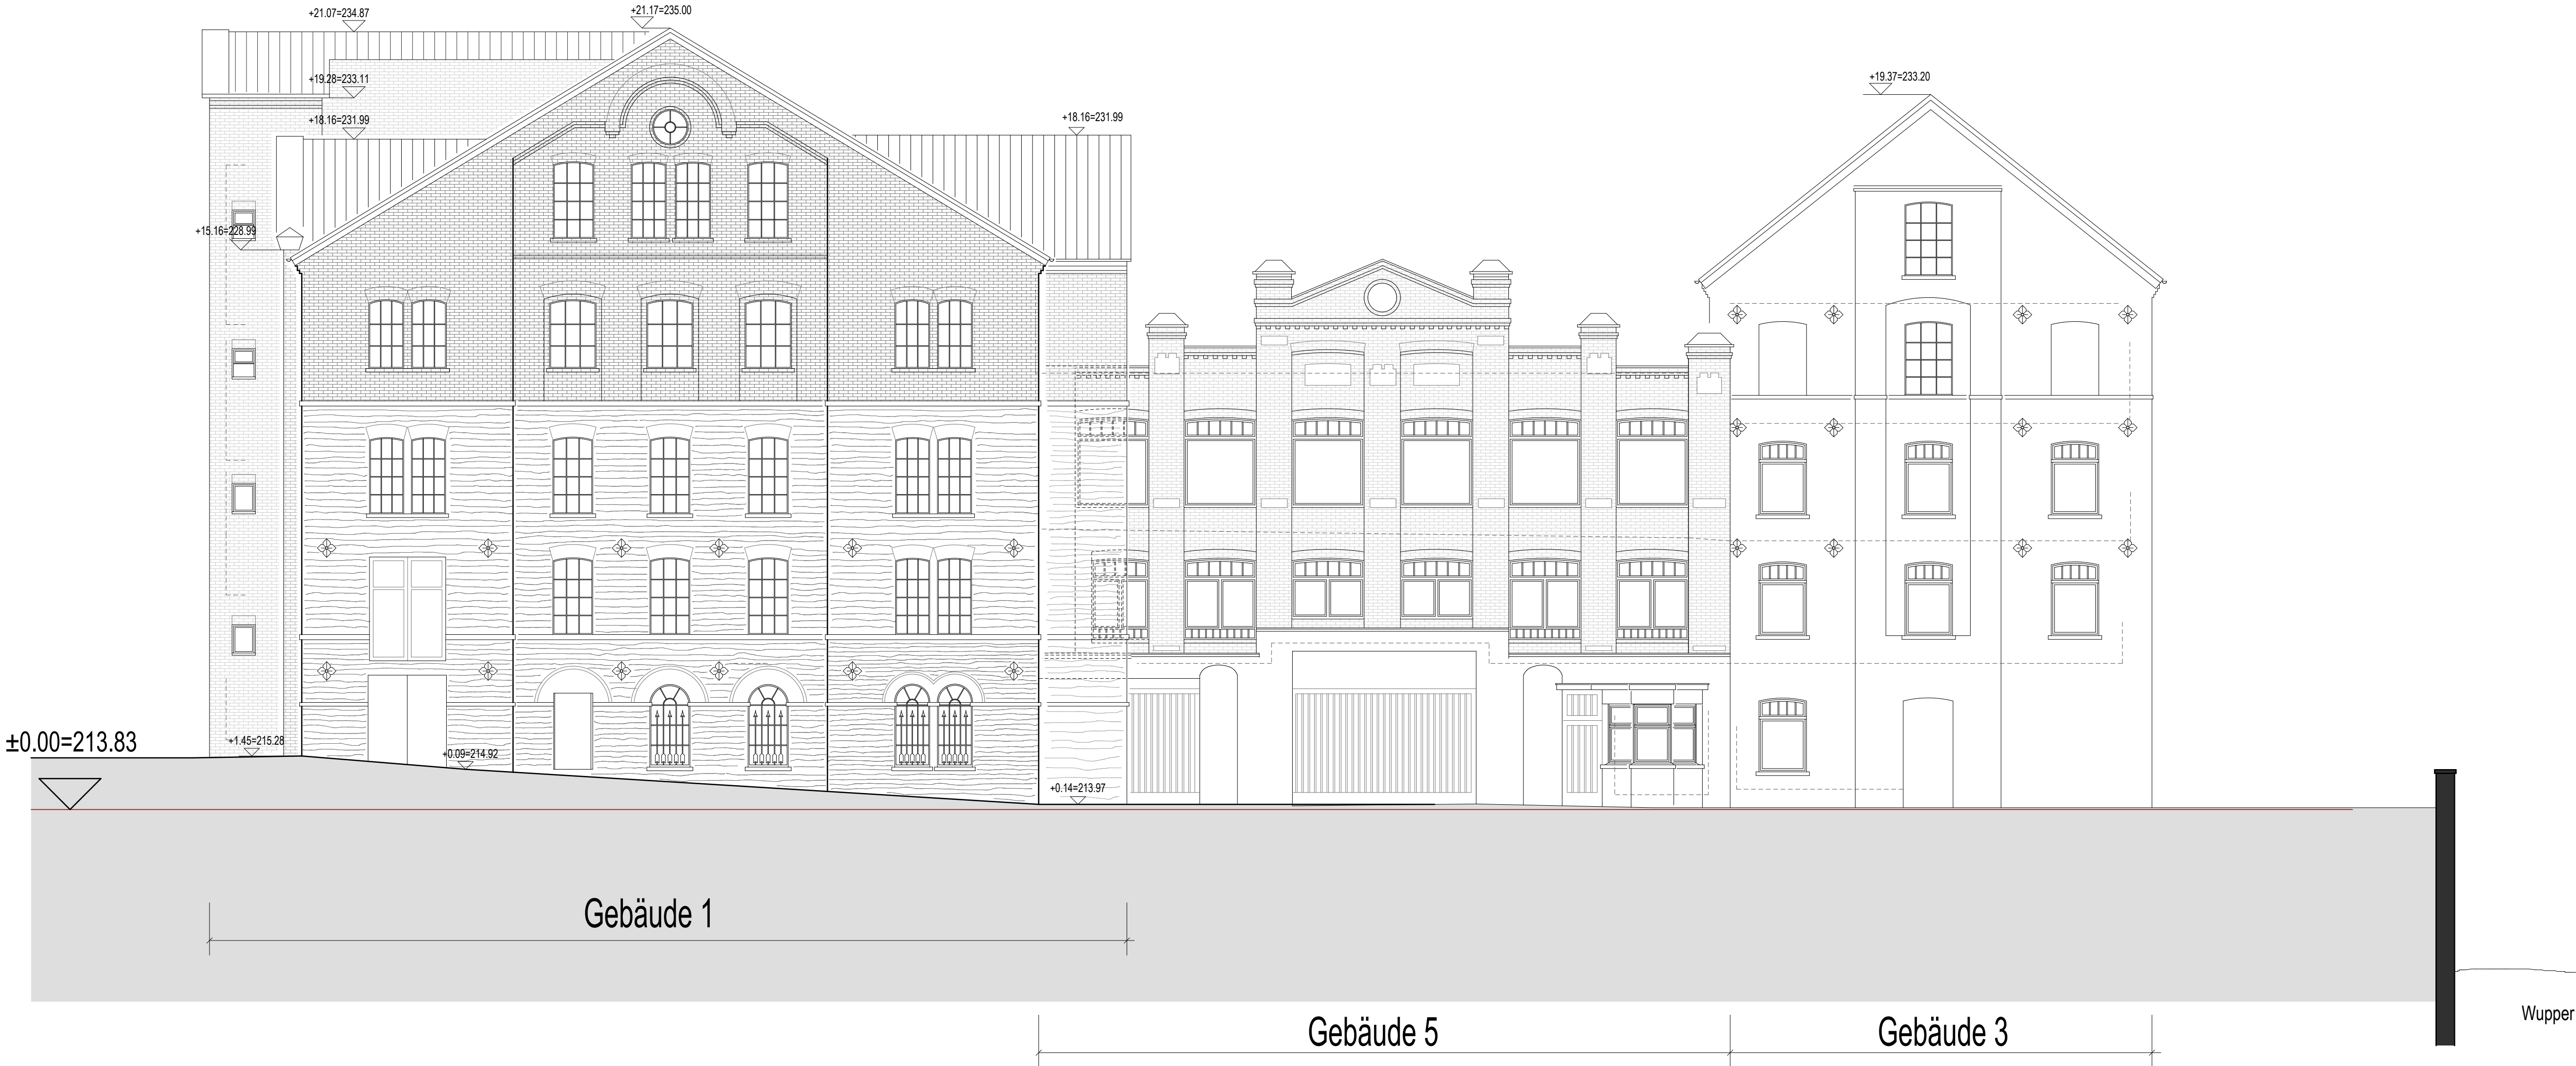 +21.07=234.87
+21.17=235.00
+19.28=233.11
+19.37=233.20
+18.16=231.99
+18.16=231.99
+15.16=228.99
±0.00=213.83
+1.45=215.28
+0.09=214.92
+0.14=213.97
Gebäude 1
Gebäude 5
Gebäude 3
Wupper